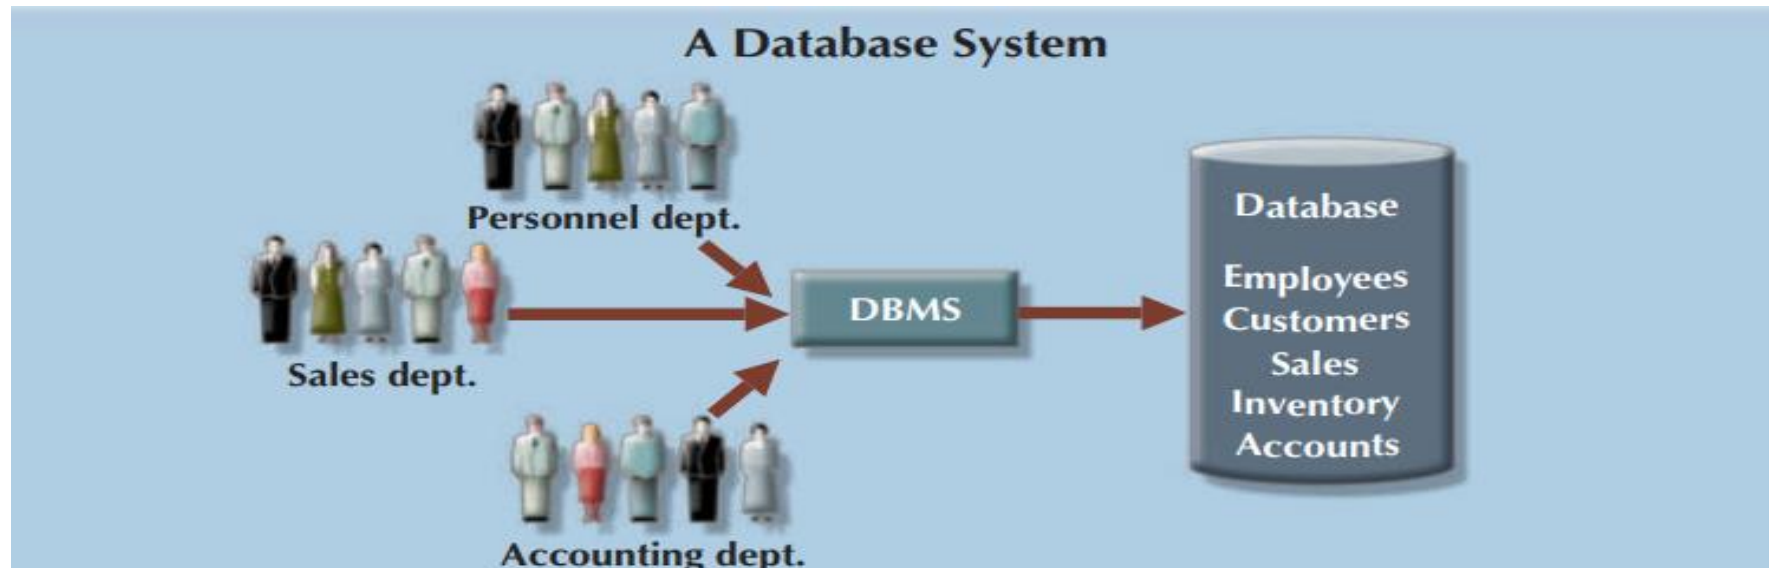 A Database System
Personnel dept.
Sales dept.
Accounting dept.
DBMS
Database
Employees
Customers
Sales
Inventory
Accounts